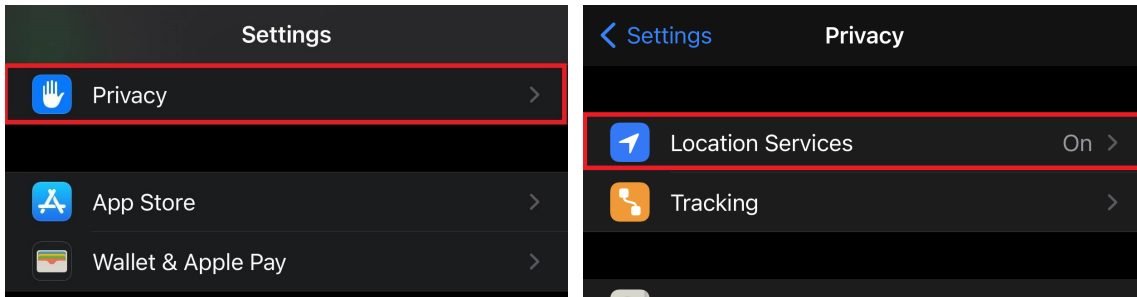 Settings
Privacy
App Store
Wallet & Apple Pay
Settings
Privacy
Location Services On
Tracking